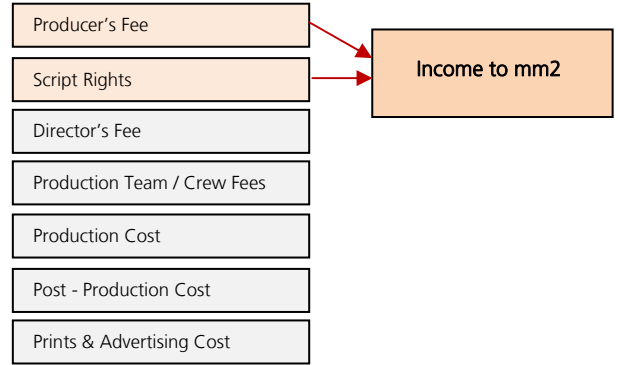 Producer’s Fee
Income to mm2
Script Rights
Director’s Fee
Production Team / Crew Fees
Production Cost
Post - Production Cost
Prints & Advertising Cost